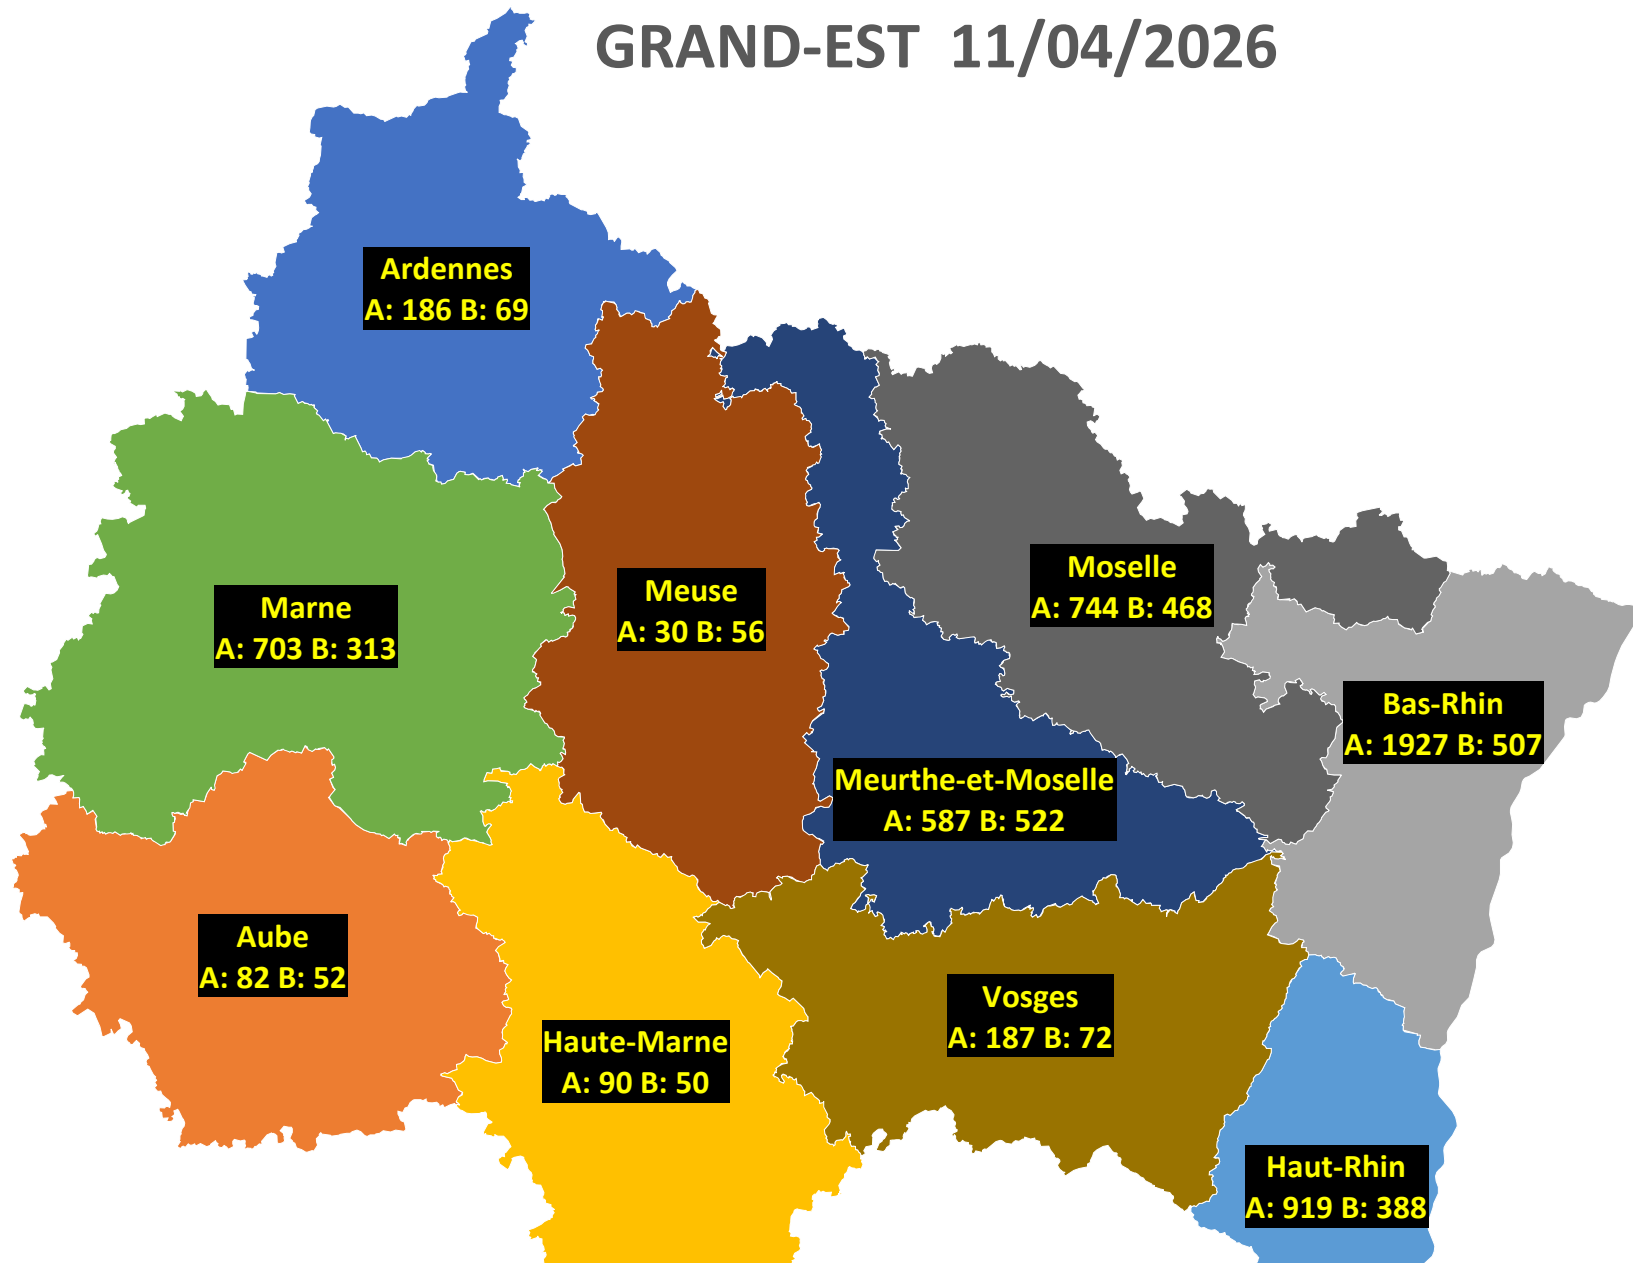 GRAND-EST 11/04/2026
Ardennes
A: 186 B: 69
Marne
A: 703 B: 313
Meuse
A: 30 B: 56
Moselle
A: 744 B: 468
Bas-Rhin
A: 1927 B: 507
Meurthe-et-Moselle
A: 587 B: 522
Aube
A: 82 B: 52
Vosges
A: 187 B: 72
Haute-Marne
A: 90 B: 50
Haut-Rhin
A: 919 B: 388